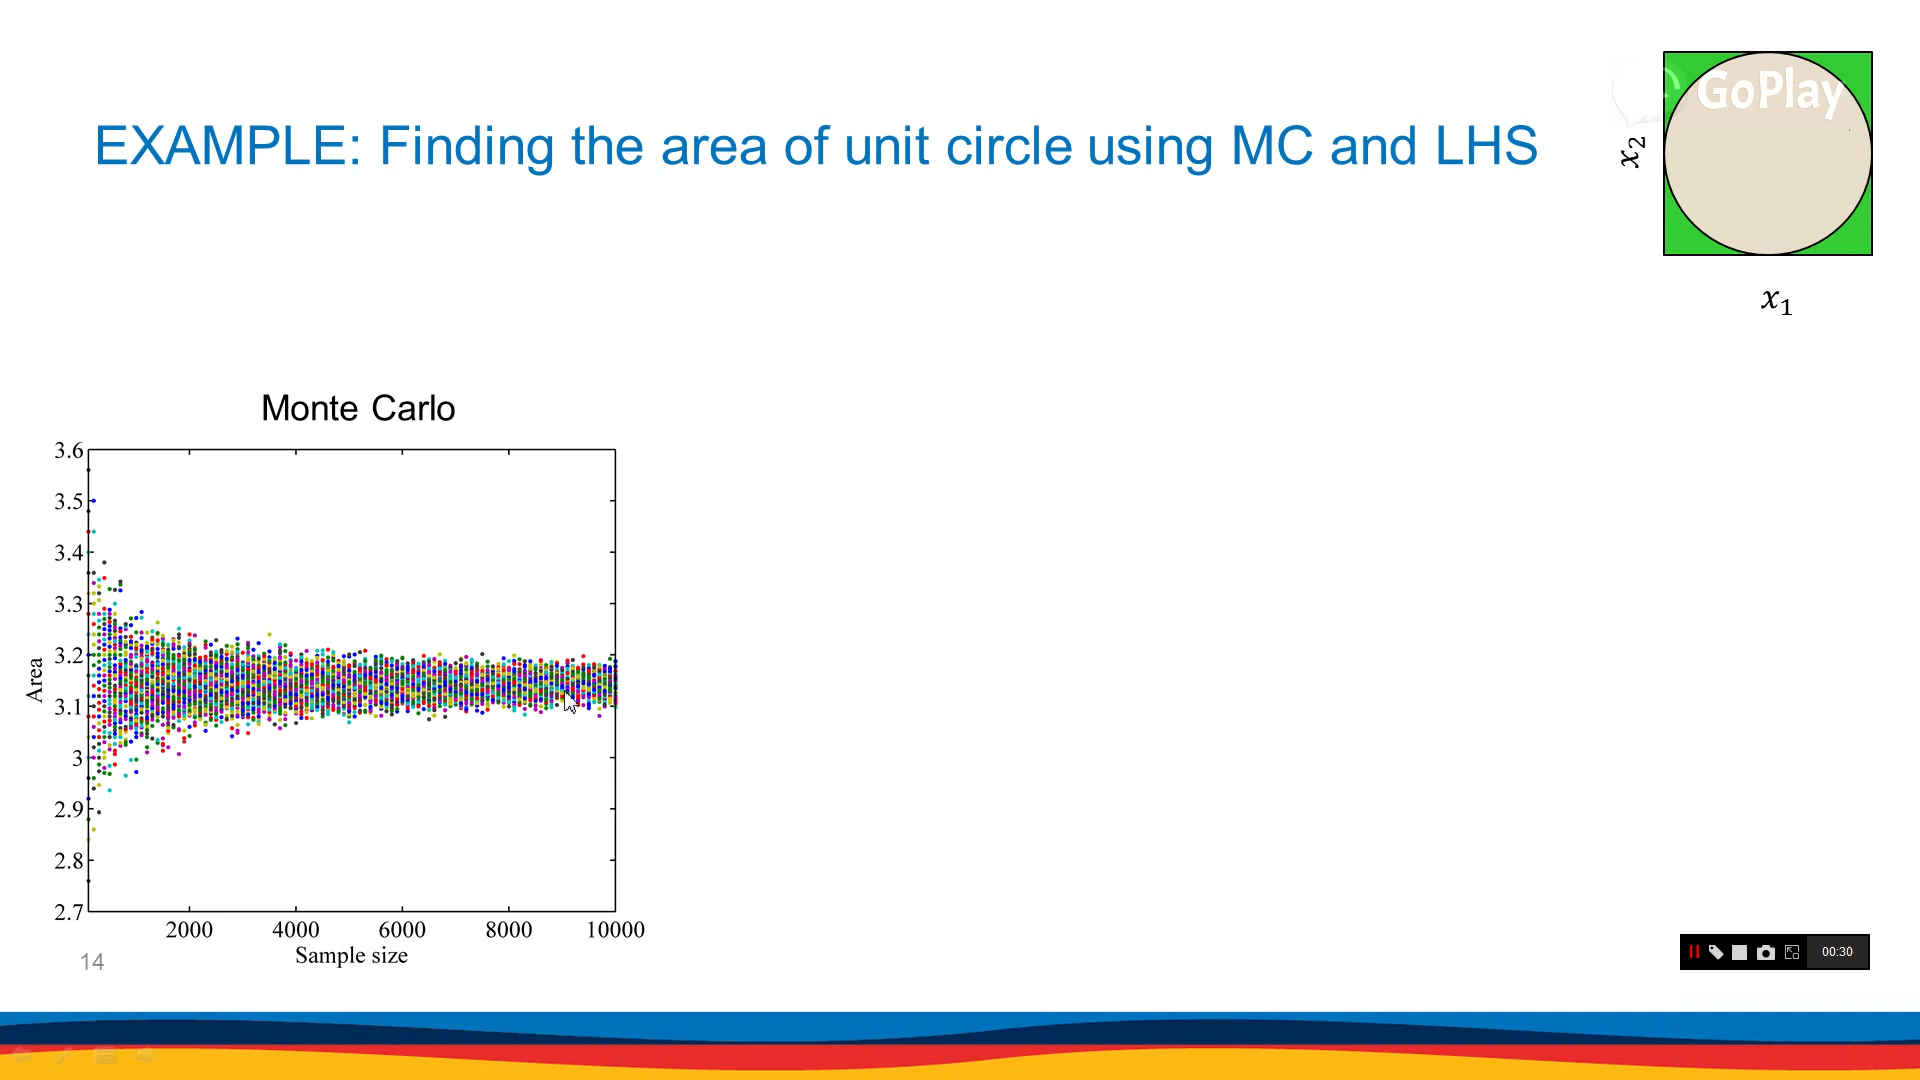 GoPlay
EXAMPLE: Finding the area of unit circle using MC and LHS
x₂
x₁
Monte Carlo
3.6
3.5
3.4
3.3
3.2
3.1
3
2.9
2.8
2.7
Area
2000 4000 6000 8000 10000
Sample size
14
00:30